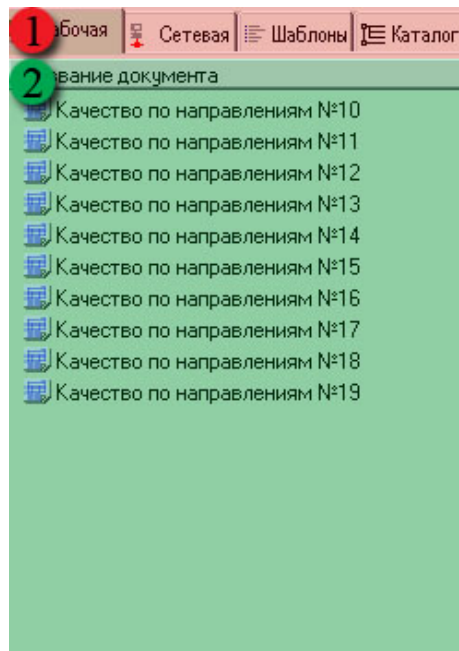 1 бочая Сетевая Шаблоны Каталог
2 вание документа
Качество по направлениям №10
Качество по направлениям №11
Качество по направлениям №12
Качество по направлениям №13
Качество по направлениям №14
Качество по направлениям №15
Качество по направлениям №16
Качество по направлениям №17
Качество по направлениям №18
Качество по направлениям №19